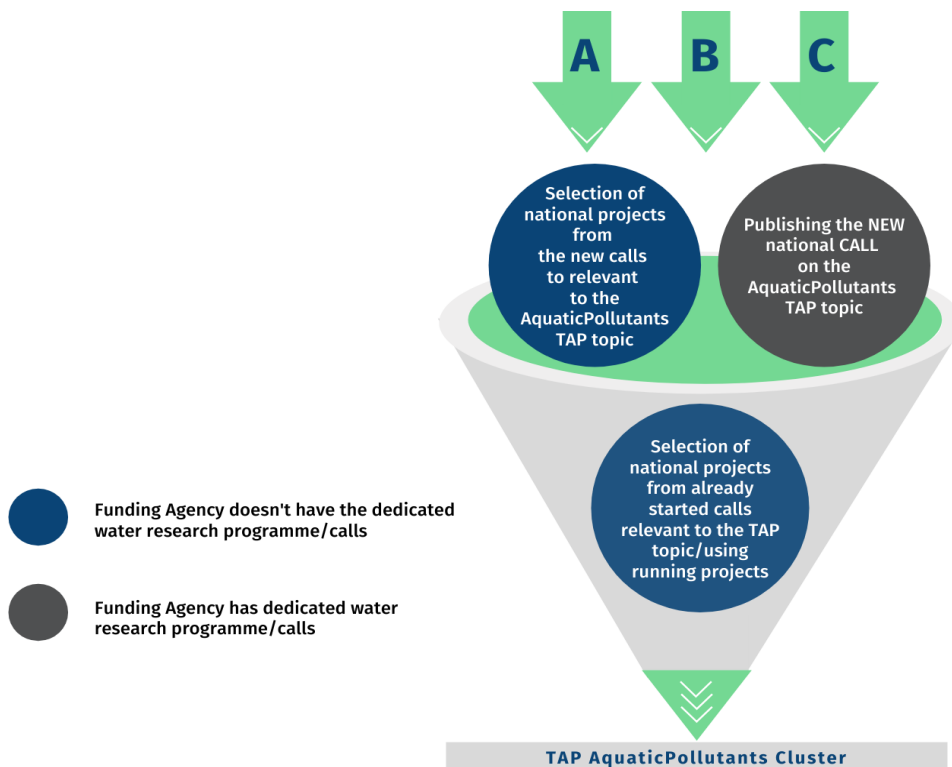 A
B
C
Selection of
national projects
from
the new calls
to relevant
to the
AquaticPollutants
TAP topic
Publishing the NEW
national CALL
on the
AquaticPollutants
TAP topic
Selection of
national projects
from already
started calls
relevant to the TAP
topic/using
running projects
Funding Agency doesn't have the dedicated
water research programme/calls
Funding Agency has dedicated water
research programme/calls
TAP AquaticPollutants Cluster